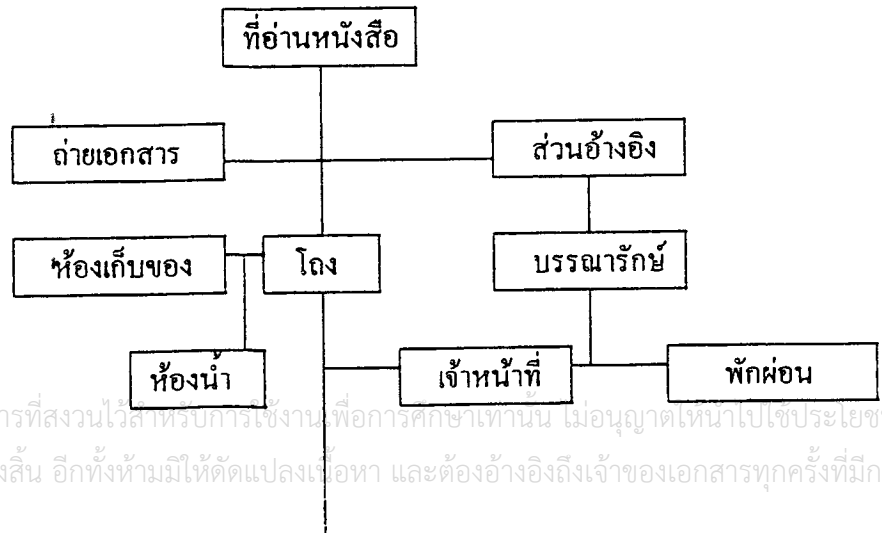 ที่อ่านหนังสือ
ถ่ายเอกสาร
ส่วนอ้างอิง
ห้องเก็บของ
โถง
บรรณารักษ์
ห้องน้ำ
เจ้าหน้าที่
พักผ่อน
ารที่สงวนไว้สำหรับการใช้งานเพื่อการศึกษาเท่านั้น ไม่อนุญาตให้นำไปใช้ประโยช
งสิ้น อีกทั้งห้ามมิให้ดัดแปลงเนื้อหา และต้องอ้างอิงถึงเจ้าของเอกสารทุกครั้งที่มีก